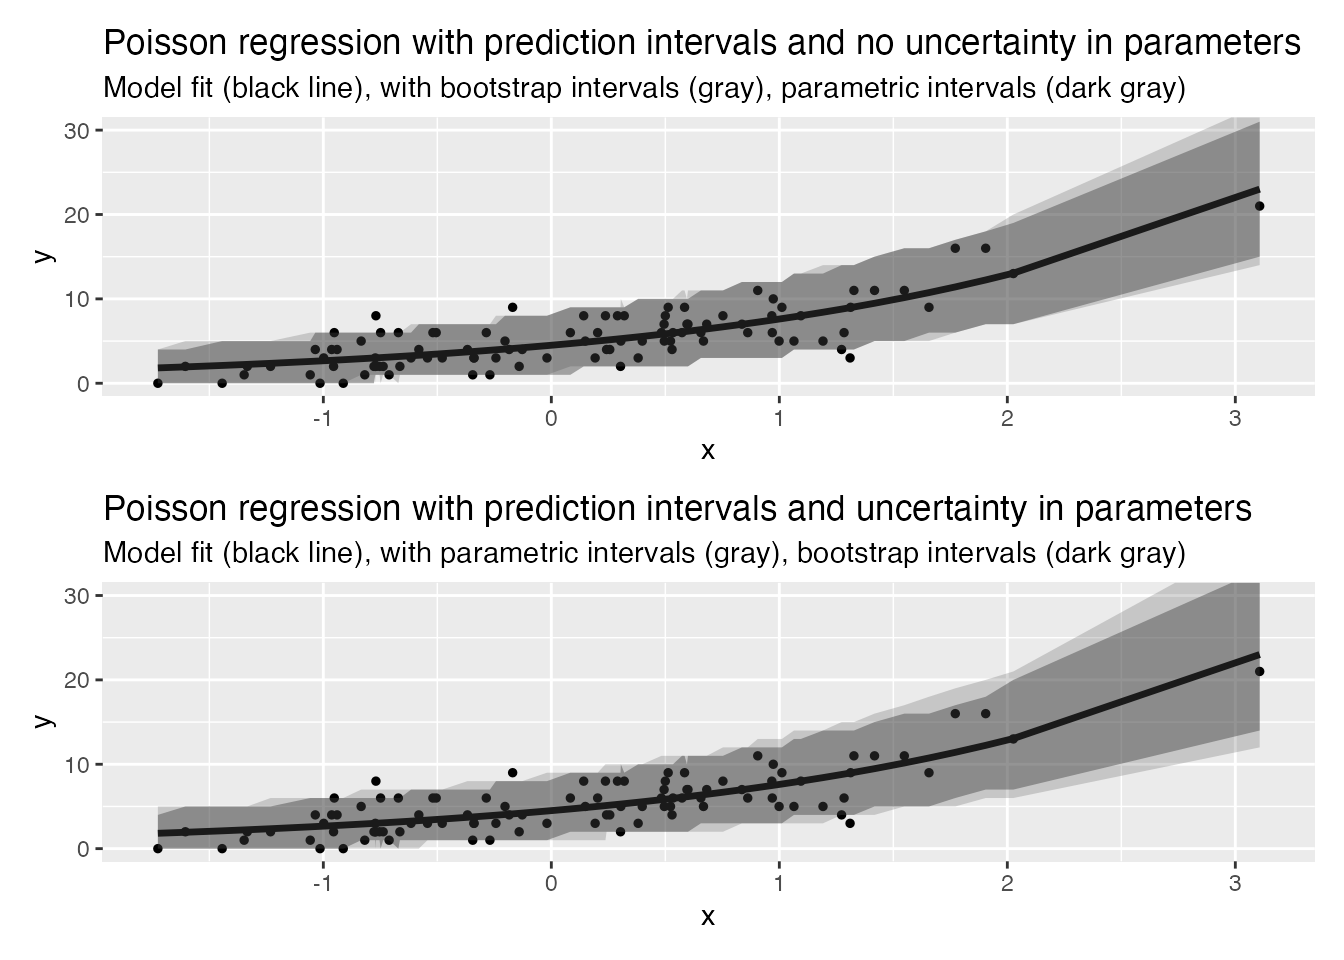 Poisson regression with prediction intervals and no uncertainty in parameters
Model fit (black line), with bootstrap intervals (gray), parametric intervals (dark gray)
30
20
10
0
y
-1
0
1
2
3
x
Poisson regression with prediction intervals and uncertainty in parameters
Model fit (black line), with parametric intervals (gray), bootstrap intervals (dark gray)
30
20
10
0
y
-1
0
1
2
3
x